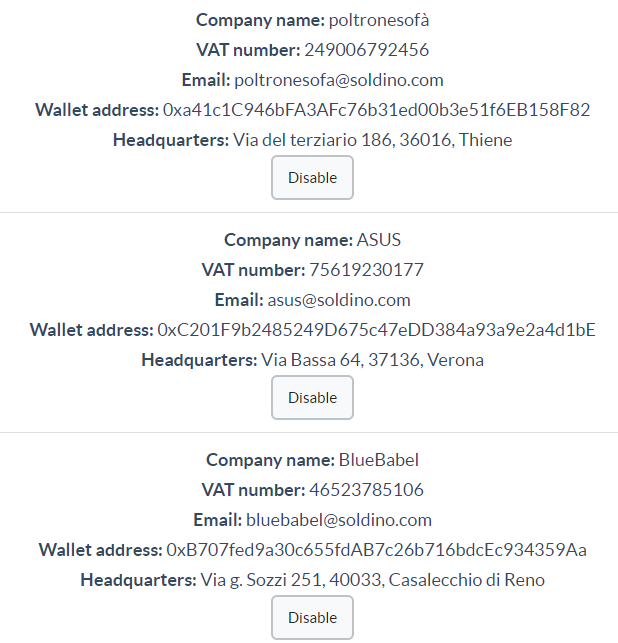 Company name: poltronesofà
VAT number: 249006792456
Email: poltronesofa@soldino.com
Wallet address: 0xa41c1C946bFA3AFc76b31ed00b3e51f6EB158F82
Headquarters: Via del terziario 186, 36016, Thiene
Disable
Company name: ASUS
VAT number: 75619230177
Email: asus@soldino.com
Wallet address: 0xC201F9b2485249D675c47eDD384a93a9e2a4d1bE
Headquarters: Via Bassa 64, 37136, Verona
Disable
Company name: BlueBabel
VAT number: 46523785106
Email: bluebabel@soldino.com
Wallet address: 0xB707fed9a30c655fdAB7c26b716bdcEc934359Aa
Headquarters: Via g. Sozzi 251, 40033, Casalecchio di Reno
Disable